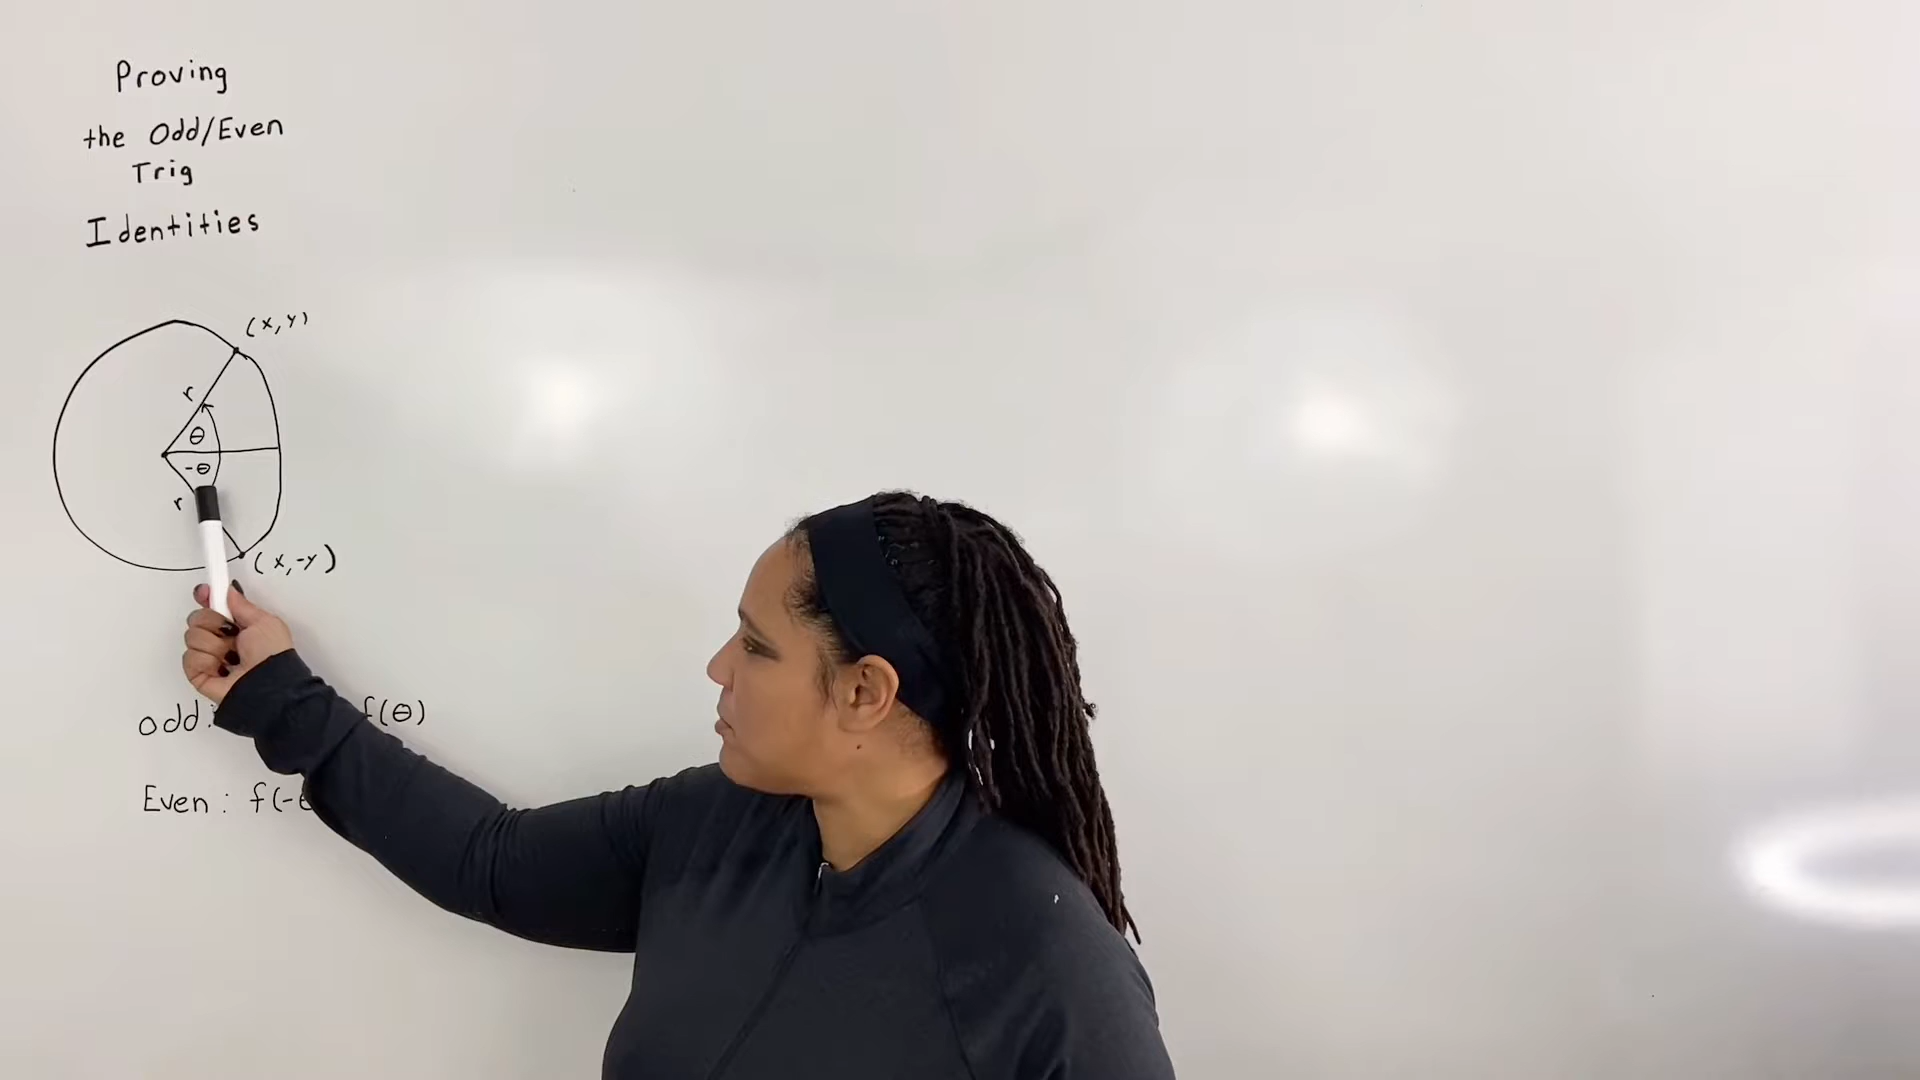 Proving
the Odd/Even
Trig
Identities
(x,y)
r
θ
-θ
r
(x,-y)
odd: f(θ)
Even: f(-